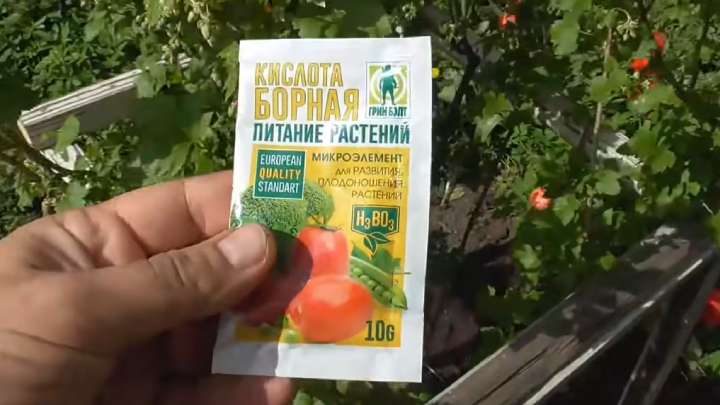 КИСЛОТА
БОРНАЯ
ГРИН БЭЛТ
ПИТАНИЕ РАСТЕНИЙ
EUROPEAN
QUALITY
STANDART
МИКРОЭЛЕМЕНТ
для РАЗВИТИЯ,
ПЛОДОНОШЕНИЯ
РАСТЕНИЙ
H₃BO₃
10G